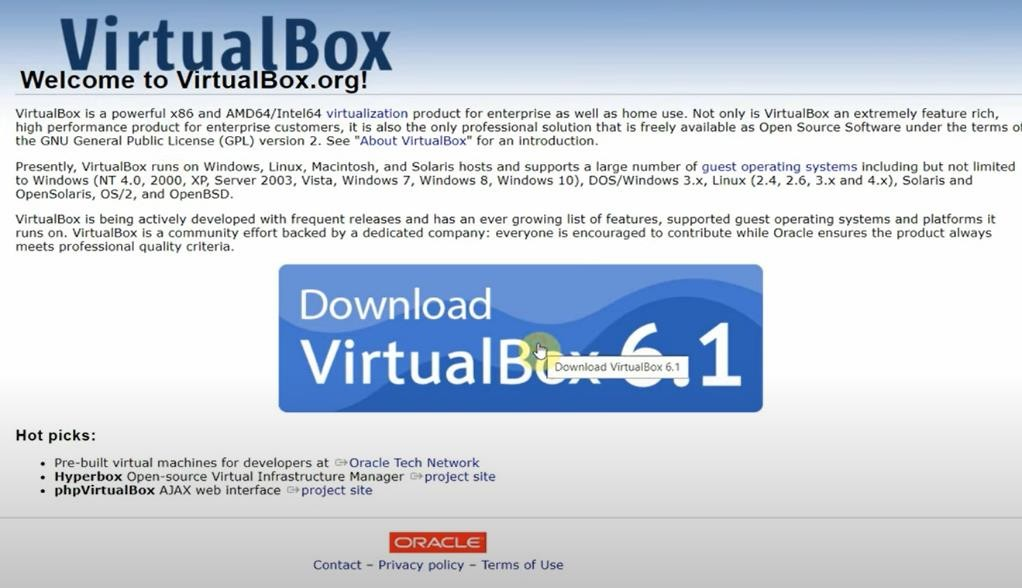 VirtualBox
Welcome to VirtualBox.org!
VirtualBox is a powerful x86 and AMD64/Intel64 virtualization product for enterprise as well as home use. Not only is VirtualBox an extremely feature rich,
high performance product for enterprise customers, it is also the only professional solution that is freely available as Open Source Software under the terms of
the GNU General Public License (GPL) version 2. See "About VirtualBox" for an introduction.
Presently, VirtualBox runs on Windows, Linux, Macintosh, and Solaris hosts and supports a large number of guest operating systems including but not limited
to Windows (NT 4.0, 2000, XP, Server 2003, Vista, Windows 7, Windows 8, Windows 10), DOS/Windows 3.x, Linux (2.4, 2.6, 3.x and 4.x), Solaris and
OpenSolaris, OS/2, and OpenBSD.
VirtualBox is being actively developed with frequent releases and has an ever growing list of features, supported guest operating systems and platforms it
runs on. VirtualBox is a community effort backed by a dedicated company: everyone is encouraged to contribute while Oracle ensures the product always
meets professional quality criteria.
Download
VirtualBox 6.1
Download VirtualBox 6.1
Hot picks:
• Pre-built virtual machines for developers at Oracle Tech Network
• Hyperbox Open-source Virtual Infrastructure Manager project site
• phpVirtualBox AJAX web interface project site
ORACLE
Contact – Privacy policy – Terms of Use